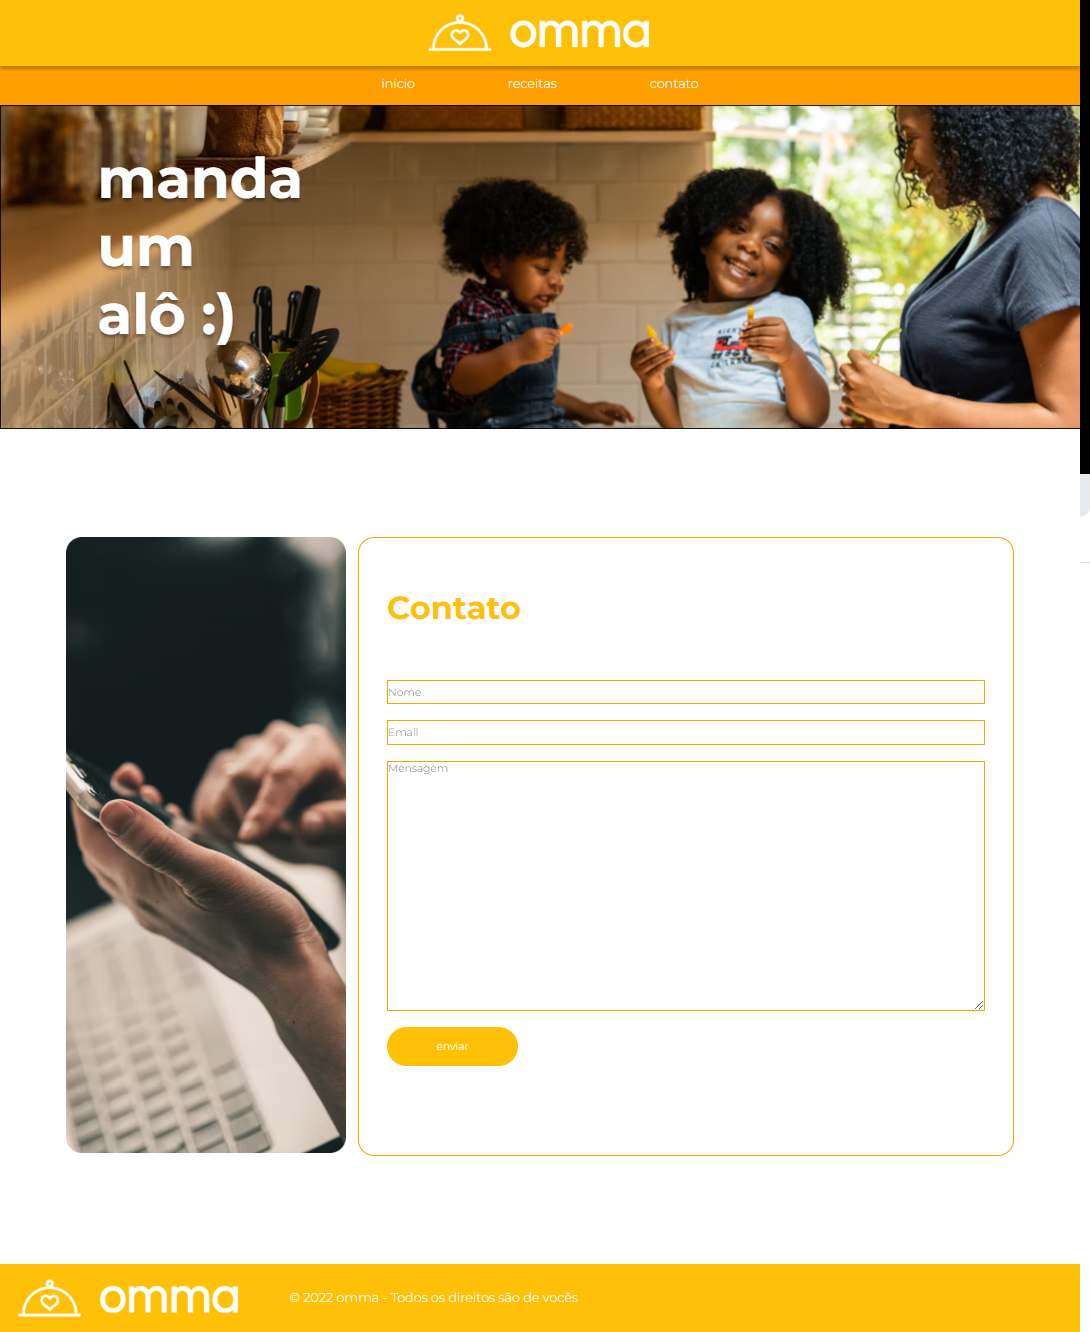 omma
início receitas contato
manda
um
alô :)
Contato
Nome
Email
Mensagem
enviar
omma © 2022 omma - Todos os direitos são de vocês